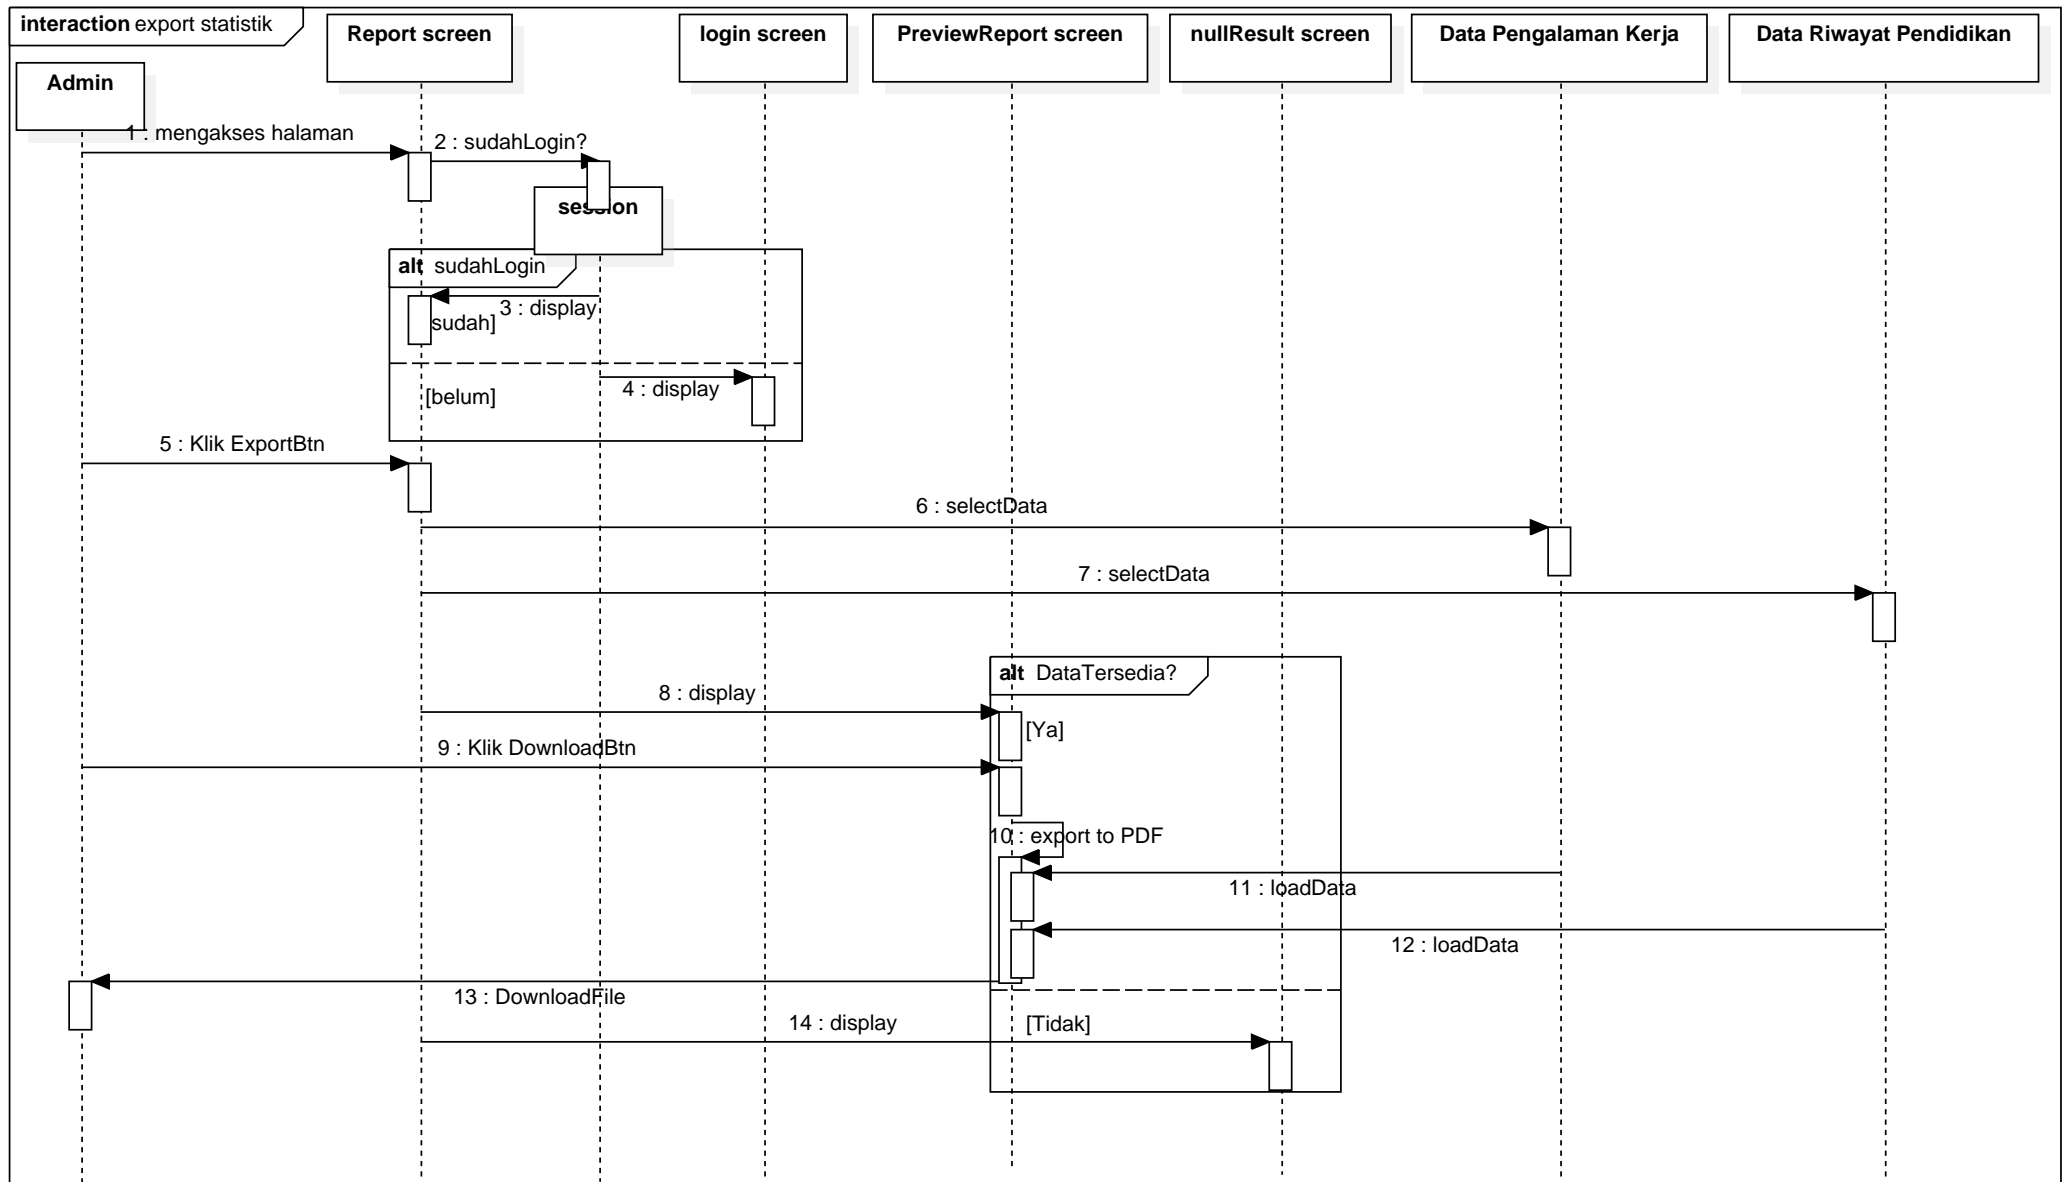 interaction export statistik
Report screen
login screen
PreviewReport screen
nullResult screen
Data Pengalaman Kerja
Data Riwayat Pendidikan
Admin
1 : mengakses halaman
2 : sudahLogin?
session
alt sudahLogin
3 : display
sudah]
4 : display
[belum]
5 : Klik ExportBtn
6 : selectData
7 : selectData
alt DataTersedia?
8 : display
[Ya]
9 : Klik DownloadBtn
10 : export to PDF
11 : loadData
12 : loadData
13 : DownloadFile
14 : display
[Tidak]